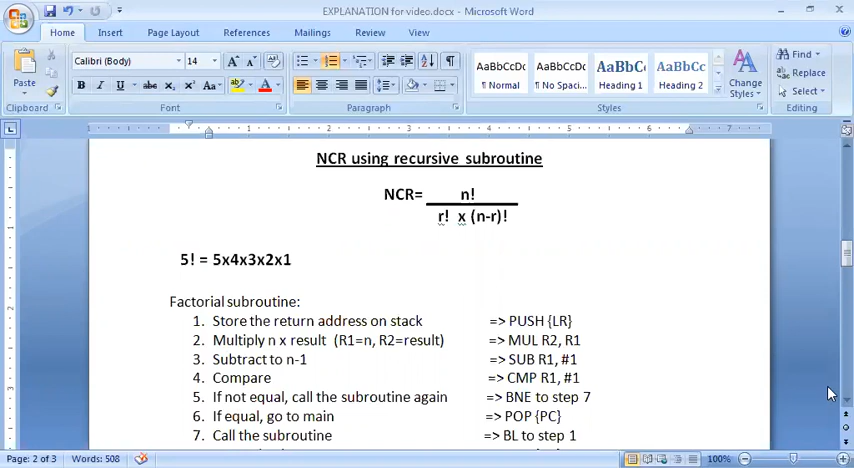 EXPLANATION for video.docx - Microsoft Word
Home Insert Page Layout References Mailings Review View
Paste
Calibri (Body) 14
AaBbCcDc AaBbCcDc AaBbC AaBbCc
¶ Normal ¶ No Spaci... Heading 1 Heading 2
Change Styles
Find
Replace
Select
Clipboard Font Paragraph Styles Editing
NCR using recursive subroutine
NCR= n!
r! x (n-r)!
5! = 5x4x3x2x1
Factorial subroutine:
1. Store the return address on stack => PUSH {LR}
2. Multiply n x result (R1=n, R2=result) => MUL R2, R1
3. Subtract to n-1 => SUB R1, #1
4. Compare => CMP R1, #1
5. If not equal, call the subroutine again => BNE to step 7
6. If equal, go to main => POP {PC}
7. Call the subroutine => BL to step 1
Page: 2 of 3 Words: 508 100%